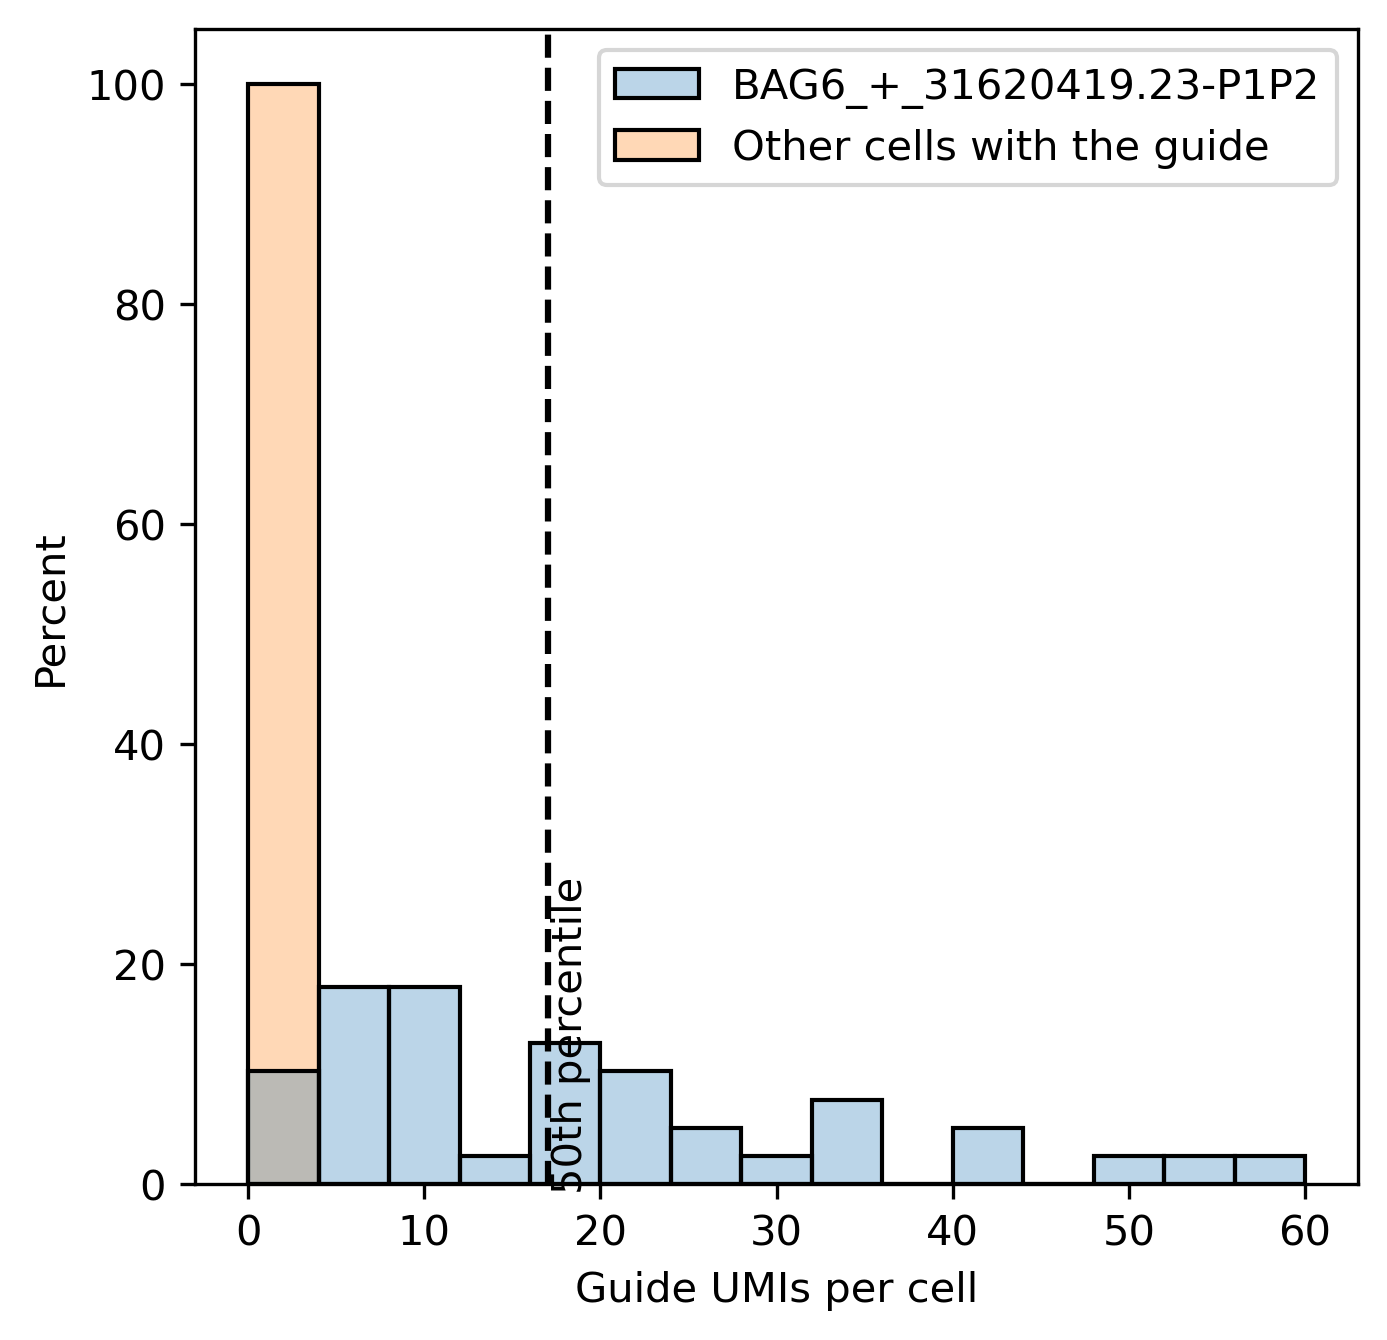 BAG6_+_31620419.23-P1P2
Other cells with the guide
100
80
60
40
20
0
Percent
50th percentile
0 10 20 30 40 50 60
Guide UMIs per cell